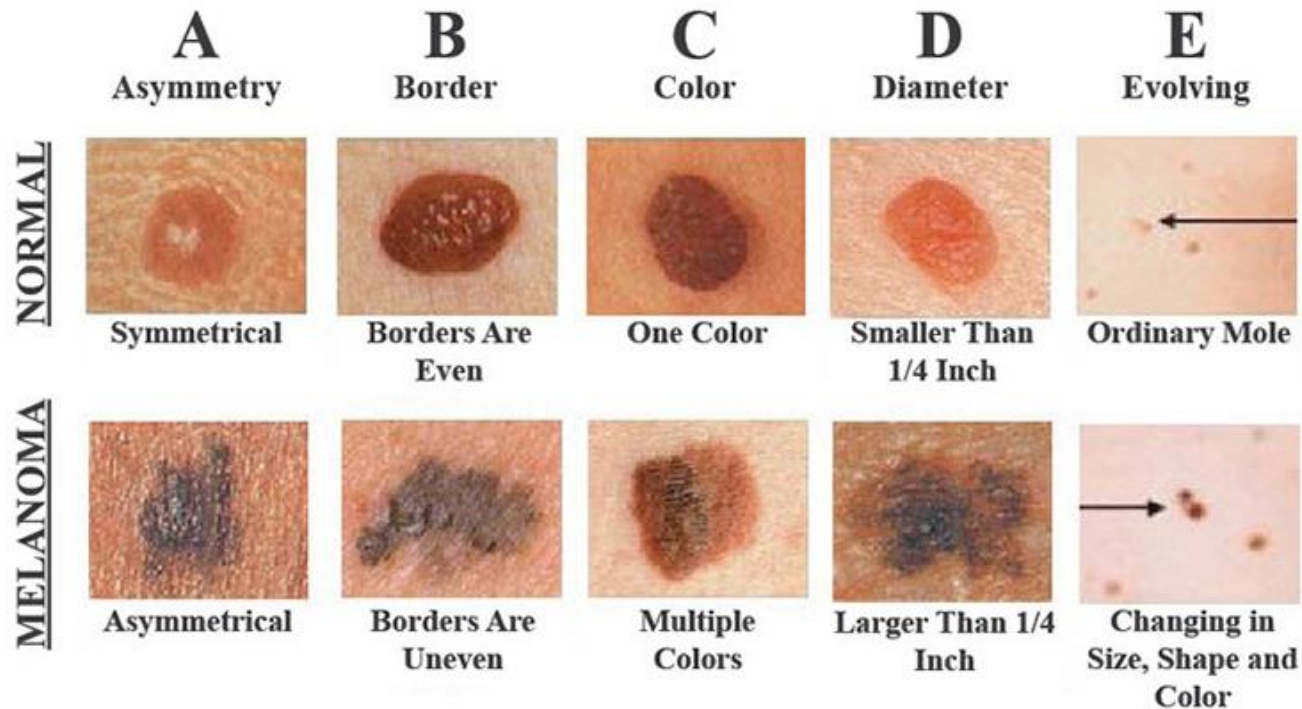 A B C D E
Asymmetry Border Color Diameter Evolving
NORMAL
Symmetrical Borders Are One Color Smaller Than Ordinary Mole
Even 1/4 Inch
MELANOMA
Asymmetrical Borders Are Multiple Larger Than 1/4 Changing in
Uneven Colors Inch Size, Shape and
Color